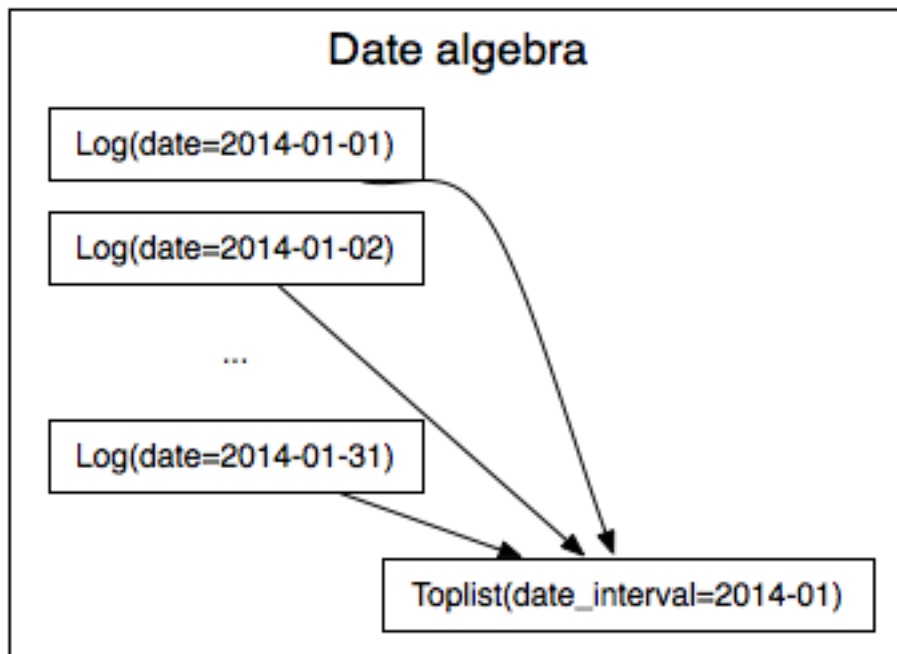 Date algebra
Log(date=2014-01-01)
Log(date=2014-01-02)
...
Log(date=2014-01-31)
Toplist(date_interval=2014-01)